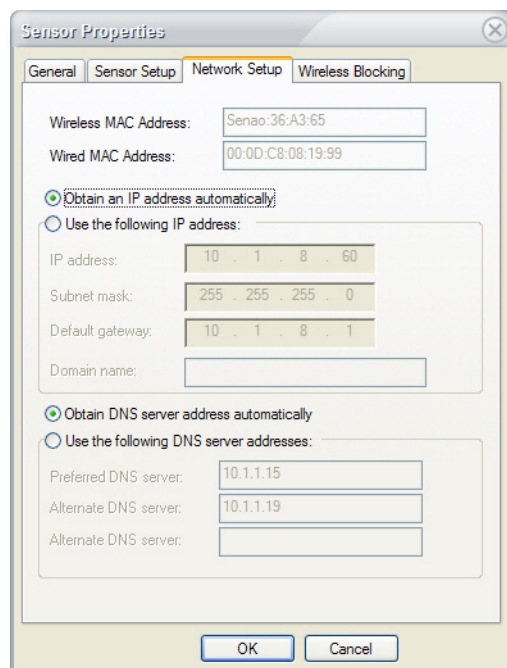 Sensor Properties
General Sensor Setup Network Setup Wireless Blocking
Wireless MAC Address: Senao:36:A3:65
Wired MAC Address: 00:0D:C8:08:19:99
Obtain an IP address automatically
Use the following IP address:
IP address: 10 . 1 . 8 . 60
Subnet mask: 255 . 255 . 255 . 0
Default gateway: 10 . 1 . 8 . 1
Domain name:
Obtain DNS server address automatically
Use the following DNS server addresses:
Preferred DNS server: 10.1.1.15
Alternate DNS server: 10.1.1.19
Alternate DNS server:
OK Cancel